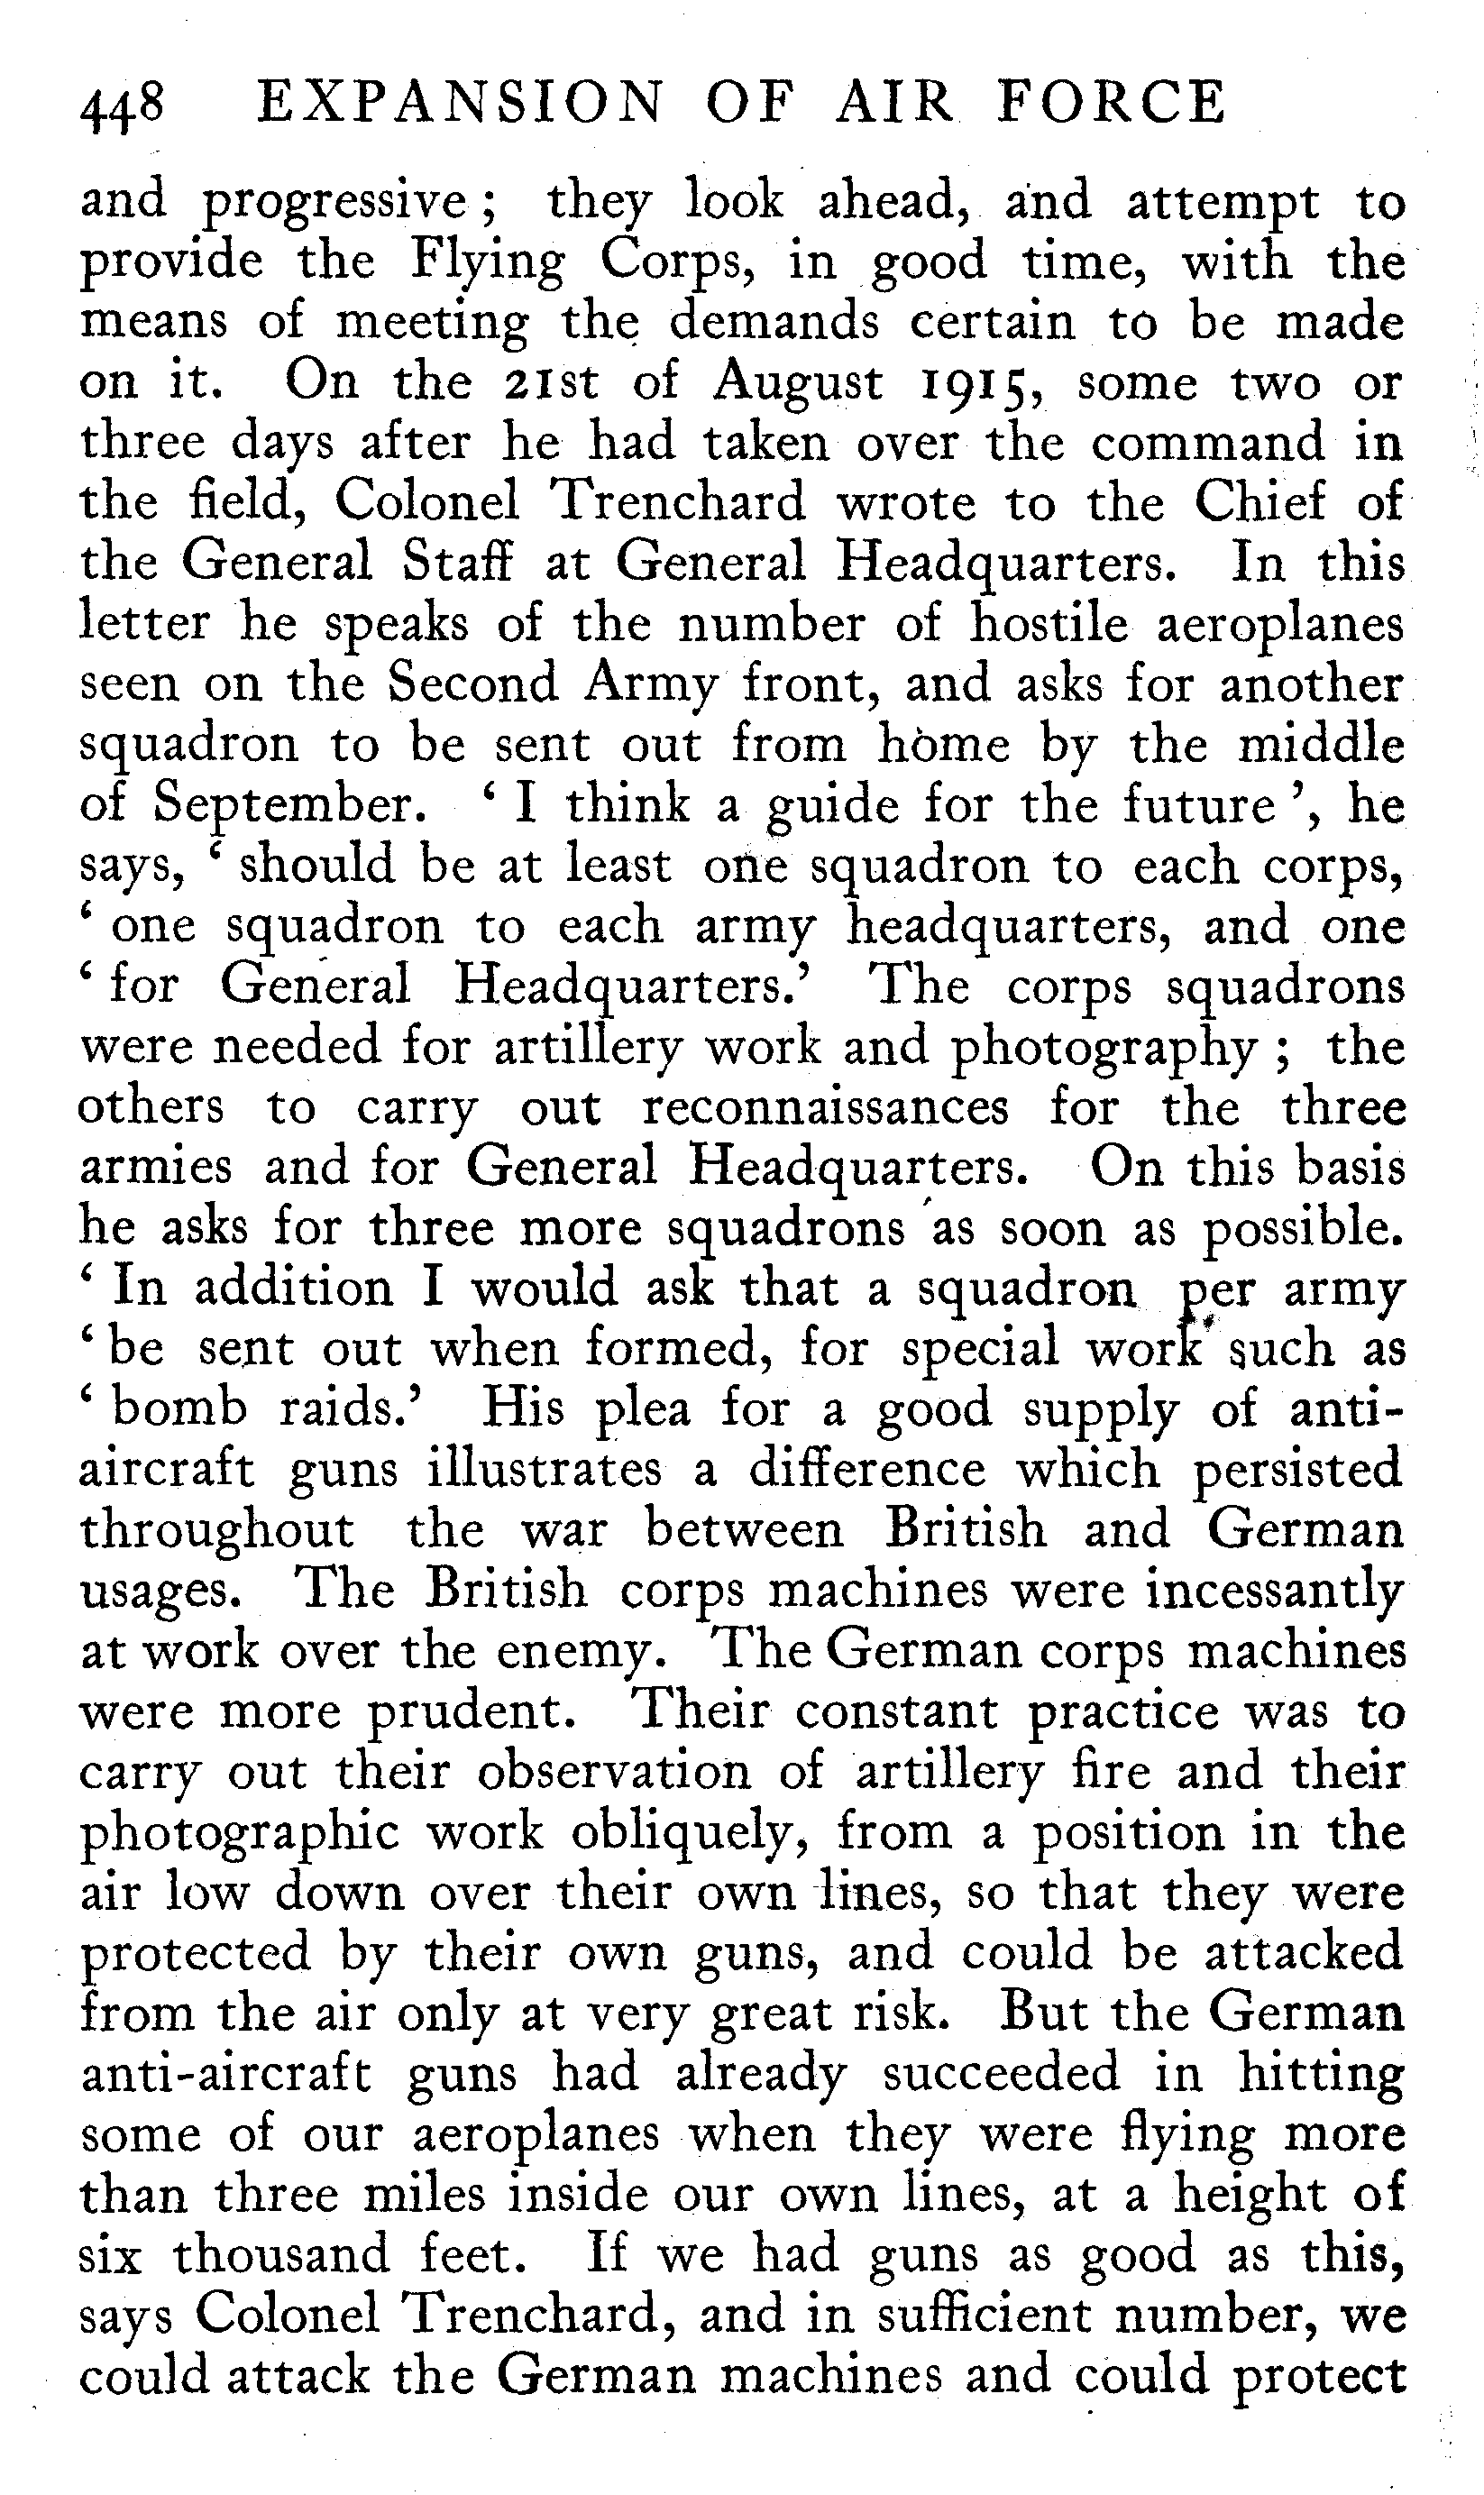 448 EXPANSION OF AIR FORCE
and progressive ; they look ahead, and attempt to
provide the Flying Corps, in good time, with the
means of meeting the demands certain to be made
on it. On the 21st of August 1915, some two or
three days after he had taken over the command in
the field, Colonel Trenchard wrote to the Chief of
the General Staff at General Headquarters. In this
letter he speaks of the number of hostile aeroplanes
seen on the Second Army front, and asks for another
squadron to be sent out from home by the middle
of September. ‘ I think a guide for the future ’, he
says, ‘ should be at least one squadron to each corps,
‘ one squadron to each army headquarters, and one
‘ for General Headquarters.’ The corps squadrons
were needed for artillery work and photography ; the
others to carry out reconnaissances for the three
armies and for General Headquarters. On this basis
he asks for three more squadrons as soon as possible.
‘ In addition I would ask that a squadron per army
‘ be sent out when formed, for special work such as
‘ bomb raids.’ His plea for a good supply of anti-
aircraft guns illustrates a difference which persisted
throughout the war between British and German
usages. The British corps machines were incessantly
at work over the enemy. The German corps machines
were more prudent. Their constant practice was to
carry out their observation of artillery fire and their
photographic work obliquely, from a position in the
air low down over their own lines, so that they were
protected by their own guns, and could be attacked
from the air only at very great risk. But the German
anti-aircraft guns had already succeeded in hitting
some of our aeroplanes when they were flying more
than three miles inside our own lines, at a height of
six thousand feet. If we had guns as good as this,
says Colonel Trenchard, and in sufficient number, we
could attack the German machines and could protect